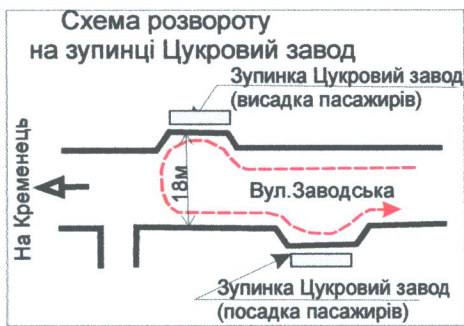 Схема розвороту
на зупинці Цукровий завод
Зупинка Цукровий завод
(висадка пасажирів)
На Кременець
18м
Вул.Заводська
Зупинка Цукровий завод
(посадка пасажирів)